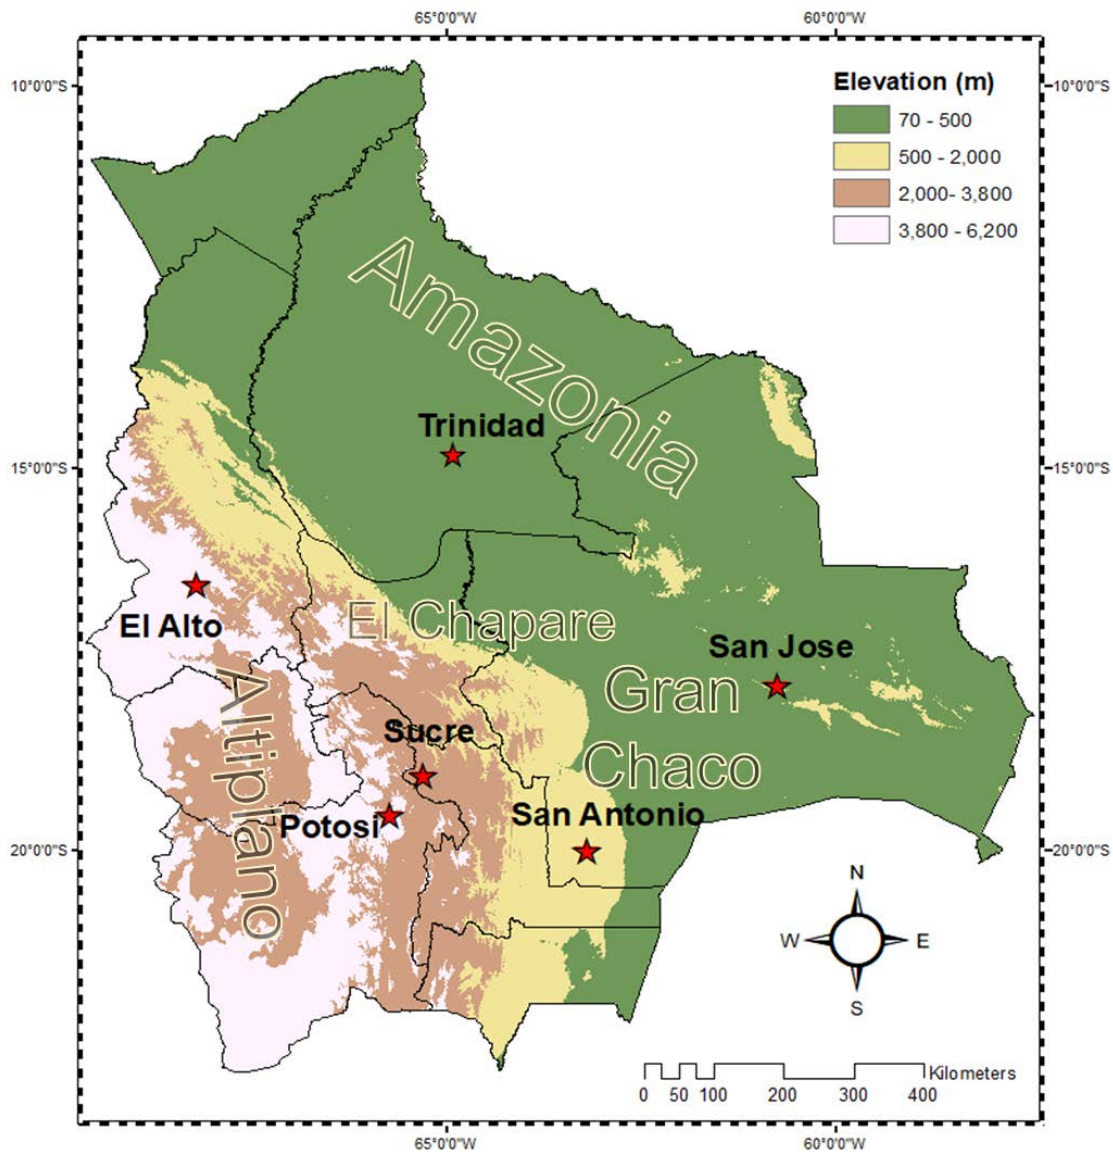 65°0'0"W
60°0'0"W
10°0'0"S
10°0'0"S
Elevation (m)
70 - 500
500 - 2,000
2,000- 3,800
3,800 - 6,200
Amazonia
Trinidad
15°0'0"S
15°0'0"S
El Alto
El Chapare
San Jose
Gran
Chaco
Altiplano
Sucre
Potosi
San Antonio
20°0'0"S
20°0'0"S
N
W
E
S
Kilometers
0 50 100 200 300 400
65°0'0"W
60°0'0"W